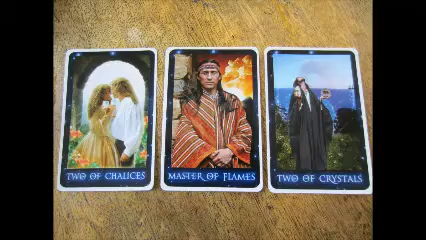 TWO OF CHALICES
MASTER OF FLAMES
TWO OF CRYSTALS